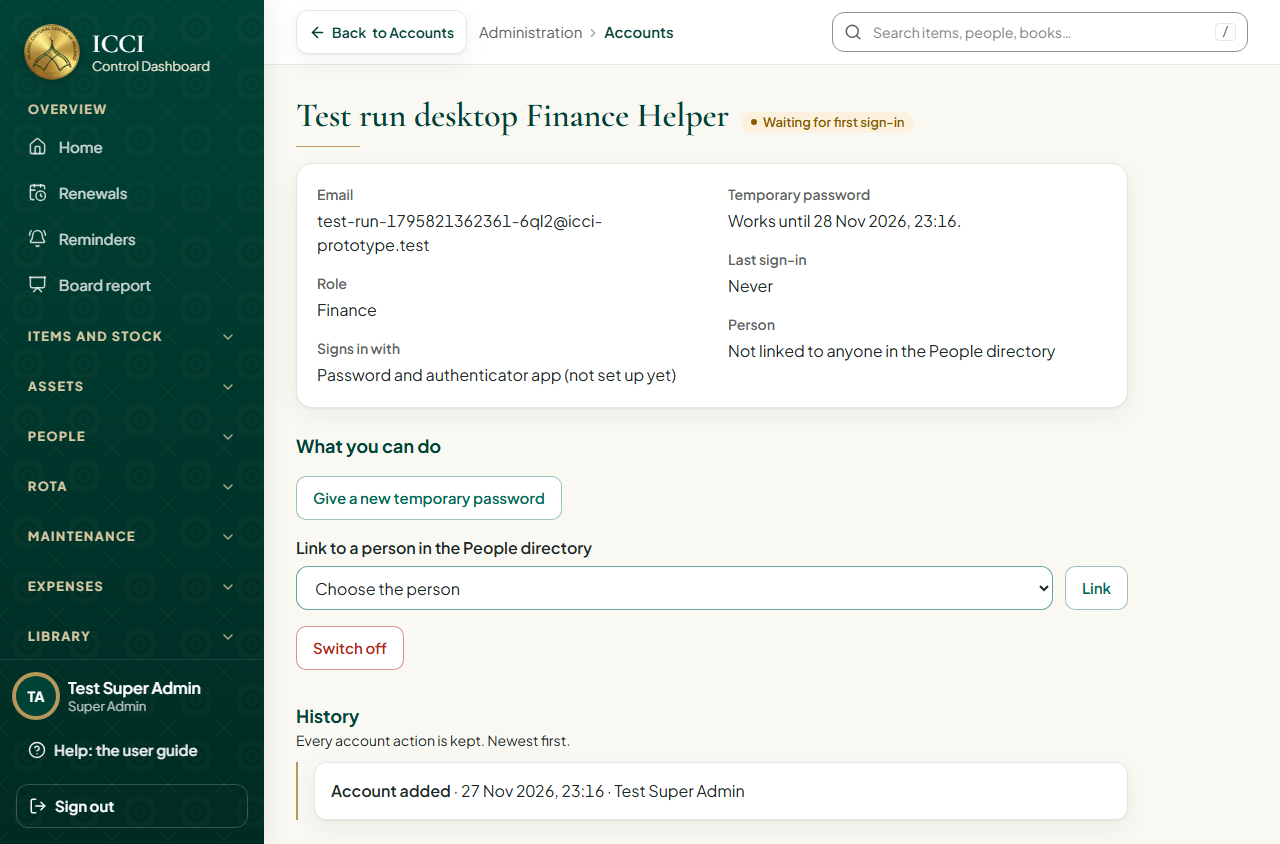 ICCI
Control Dashboard
OVERVIEW
Home
Renewals
Reminders
Board report
ITEMS AND STOCK
ASSETS
PEOPLE
ROTA
MAINTENANCE
EXPENSES
LIBRARY
TA
Test Super Admin
Super Admin
Help: the user guide
Sign out
Back to Accounts
Administration › Accounts
Search items, people, books…
/
Test run desktop Finance Helper
Waiting for first sign-in
Email
test-run-1795821362361-6ql2@icci-
prototype.test
Role
Finance
Signs in with
Password and authenticator app (not set up yet)
Temporary password
Works until 28 Nov 2026, 23:16.
Last sign-in
Never
Person
Not linked to anyone in the People directory
What you can do
Give a new temporary password
Link to a person in the People directory
Choose the person
Link
Switch off
History
Every account action is kept. Newest first.
Account added · 27 Nov 2026, 23:16 · Test Super Admin